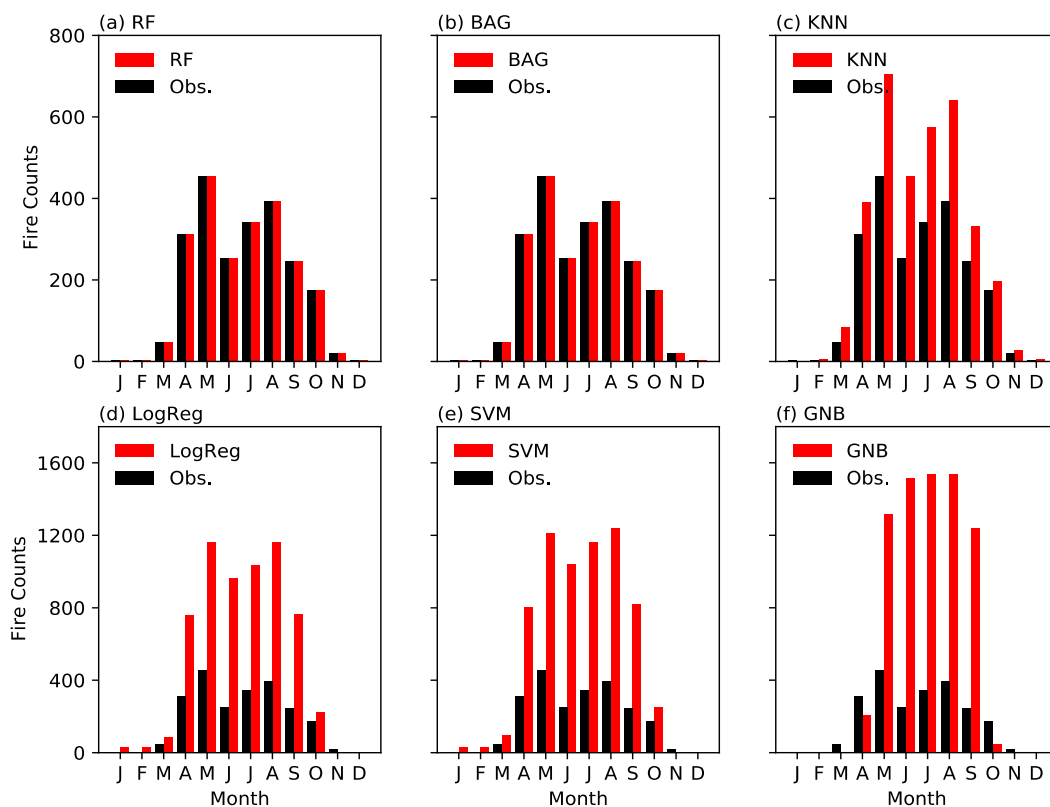 (a) RF
(b) BAG
(c) KNN
800
600
400
200
0
Fire Counts
RF
Obs.
BAG
Obs.
KNN
Obs.
J F M A M J J A S O N D
J F M A M J J A S O N D
J F M A M J J A S O N D
(d) LogReg
(e) SVM
(f) GNB
1600
1200
800
400
0
Fire Counts
LogReg
Obs.
SVM
Obs.
GNB
Obs.
J F M A M J J A S O N D
J F M A M J J A S O N D
J F M A M J J A S O N D
Month
Month
Month